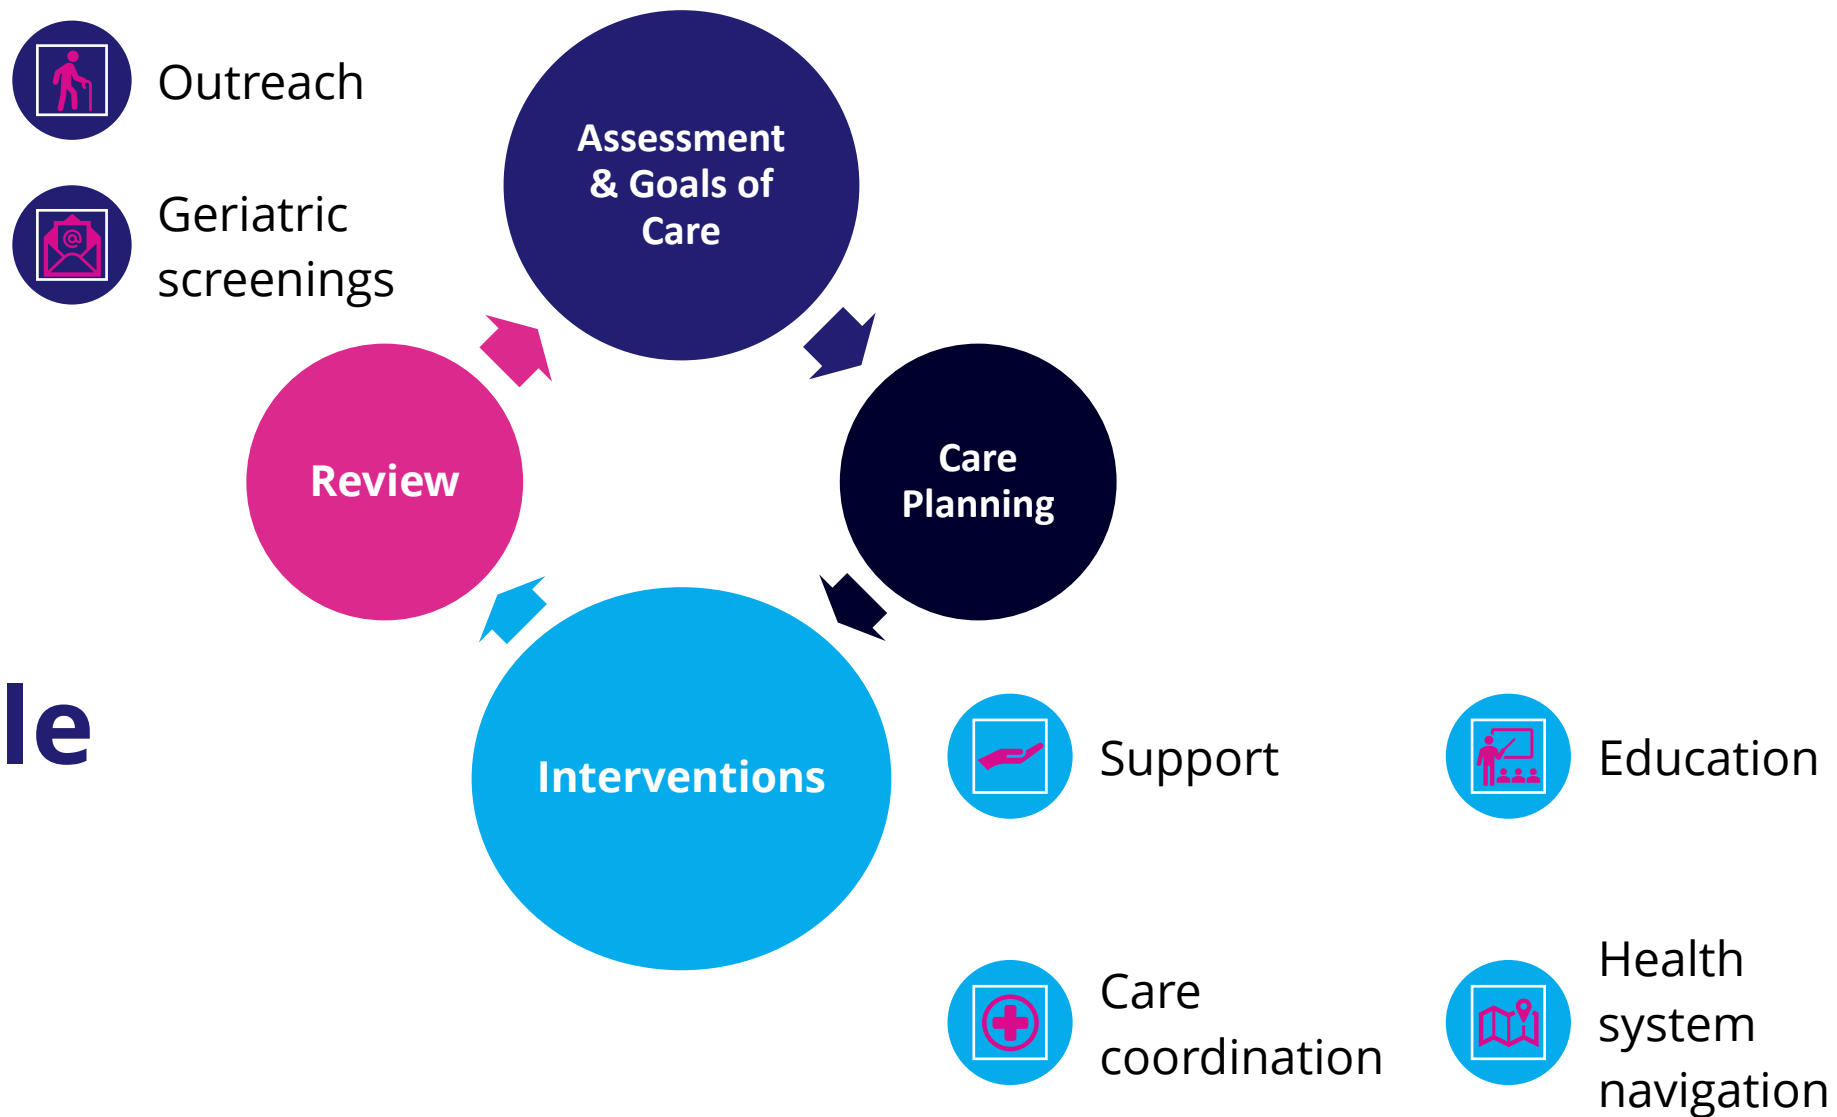 Outreach
Geriatric
screenings
Assessment
& Goals of
Care
Review
Care
Planning
le
Interventions
Support
Education
Care
coordination
Health
system
navigation
@